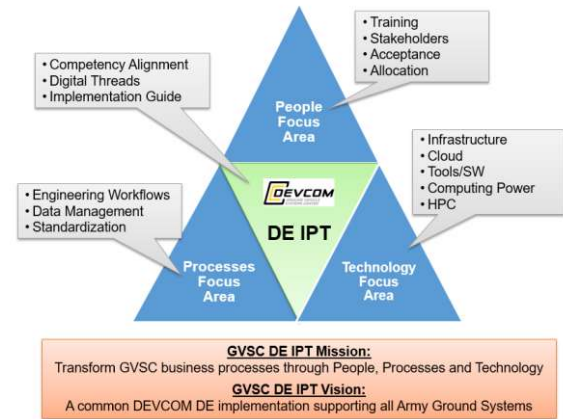 • Training
• Stakeholders
• Acceptance
• Allocation
• Competency Alignment
• Digital Threads
• Implementation Guide
People
Focus
Area
• Infrastructure
• Cloud
• Tools/SW
• Computing Power
• HPC
• Engineering Workflows
• Data Management
• Standardization
DEVCOM
DE IPT
Processes
Focus
Area
Technology
Focus
Area
GVSC DE IPT Mission:
Transform GVSC business processes through People, Processes and Technology
GVSC DE IPT Vision:
A common DEVCOM DE implementation supporting all Army Ground Systems